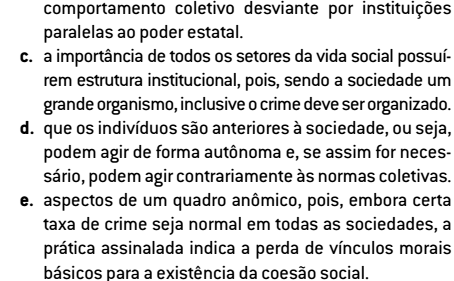 comportamento coletivo desviante por instituições
paralelas ao poder estatal.
c. a importância de todos os setores da vida social possuí-
rem estrutura institucional, pois, sendo a sociedade um
grande organismo, inclusive o crime deve ser organizado.
d. que os indivíduos são anteriores à sociedade, ou seja,
podem agir de forma autônoma e, se assim for neces-
sário, podem agir contrariamente às normas coletivas.
e. aspectos de um quadro anômico, pois, embora certa
taxa de crime seja normal em todas as sociedades, a
prática assinalada indica a perda de vínculos morais
básicos para a existência da coesão social.